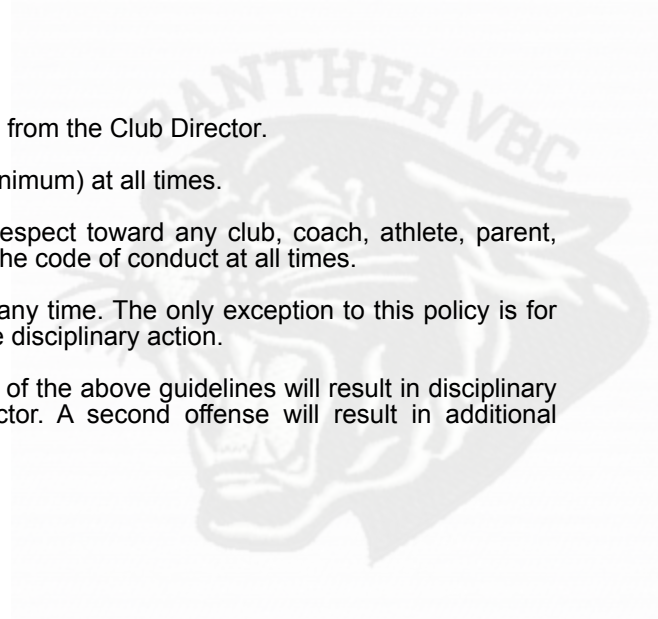 PANTHER VBC
from the Club Director.
nimum) at all times.
espect toward any club, coach, athlete, parent,
he code of conduct at all times.
any time. The only exception to this policy is for
e disciplinary action.
of the above guidelines will result in disciplinary
ctor. A second offense will result in additional